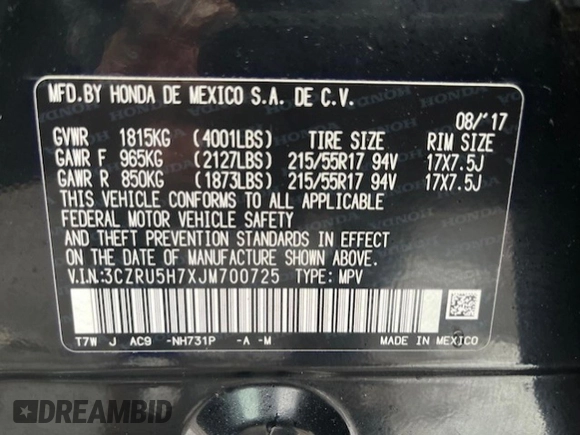 MFD.BY HONDA DE MEXICO S.A. DE C.V.
08/'17
GVWR 1815KG (4001LBS) TIRE SIZE RIM SIZE
GAWR F 965KG (2127LBS) 215/55R17 94V 17X7.5J
GAWR R 850KG (1873LBS) 215/55R17 94V 17X7.5J
THIS VEHICLE CONFORMS TO ALL APPLICABLE
FEDERAL MOTOR VEHICLE SAFETY
AND THEFT PREVENTION STANDARDS IN EFFECT
ON THE DATE OF MANUFACTURE SHOWN ABOVE.
V.I.N:3CZRU5H7XJM700725 TYPE: MPV
T7W J AC9 -NH731P -A -M
MADE IN MEXICO
DREAMBID